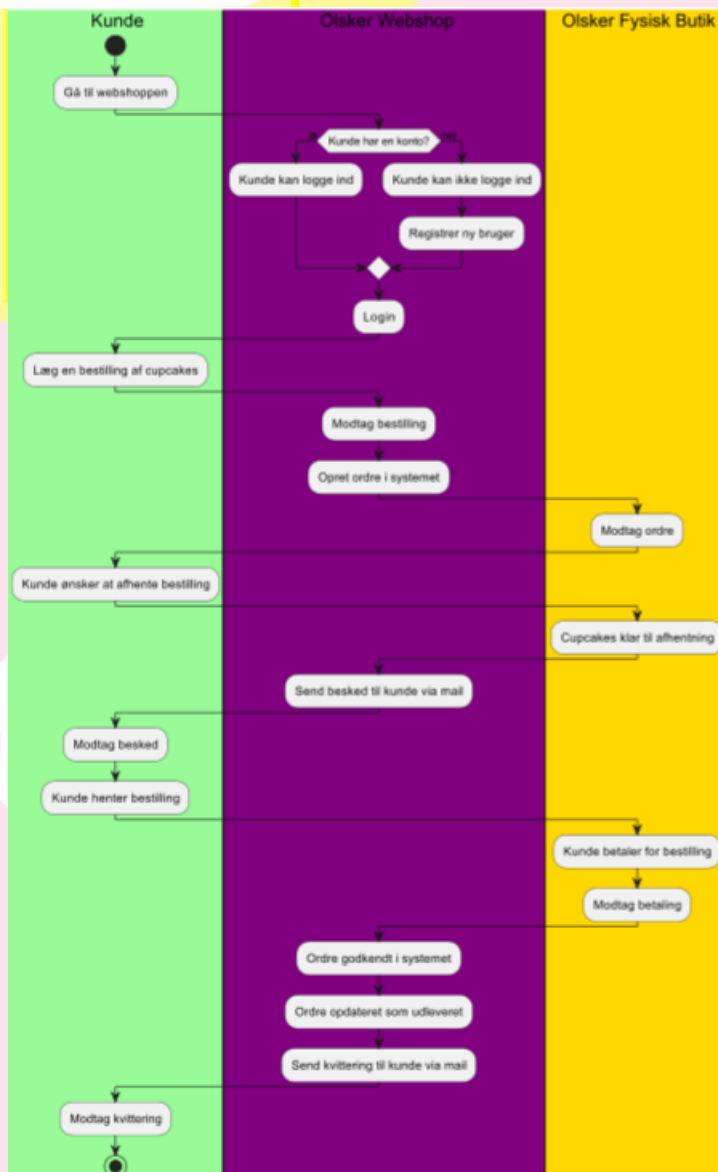 Kunde
Olsker Webshop
Olsker Fysisk Butik
Gå til webshoppen
Kunde har en konto?
Kunde kan logge ind
Kunde kan ikke logge ind
Registrer ny bruger
Login
Læg en bestilling af cupcakes
Modtag bestilling
Opret ordre i systemet
Modtag ordre
Kunde ønsker at afhente bestilling
Cupcakes klar til afhentning
Send besked til kunde via mail
Modtag besked
Kunde henter bestilling
Kunde betaler for bestilling
Modtag betaling
Ordre godkendt i systemet
Ordre opdateret som udleveret
Send kvittering til kunde via mail
Modtag kvittering